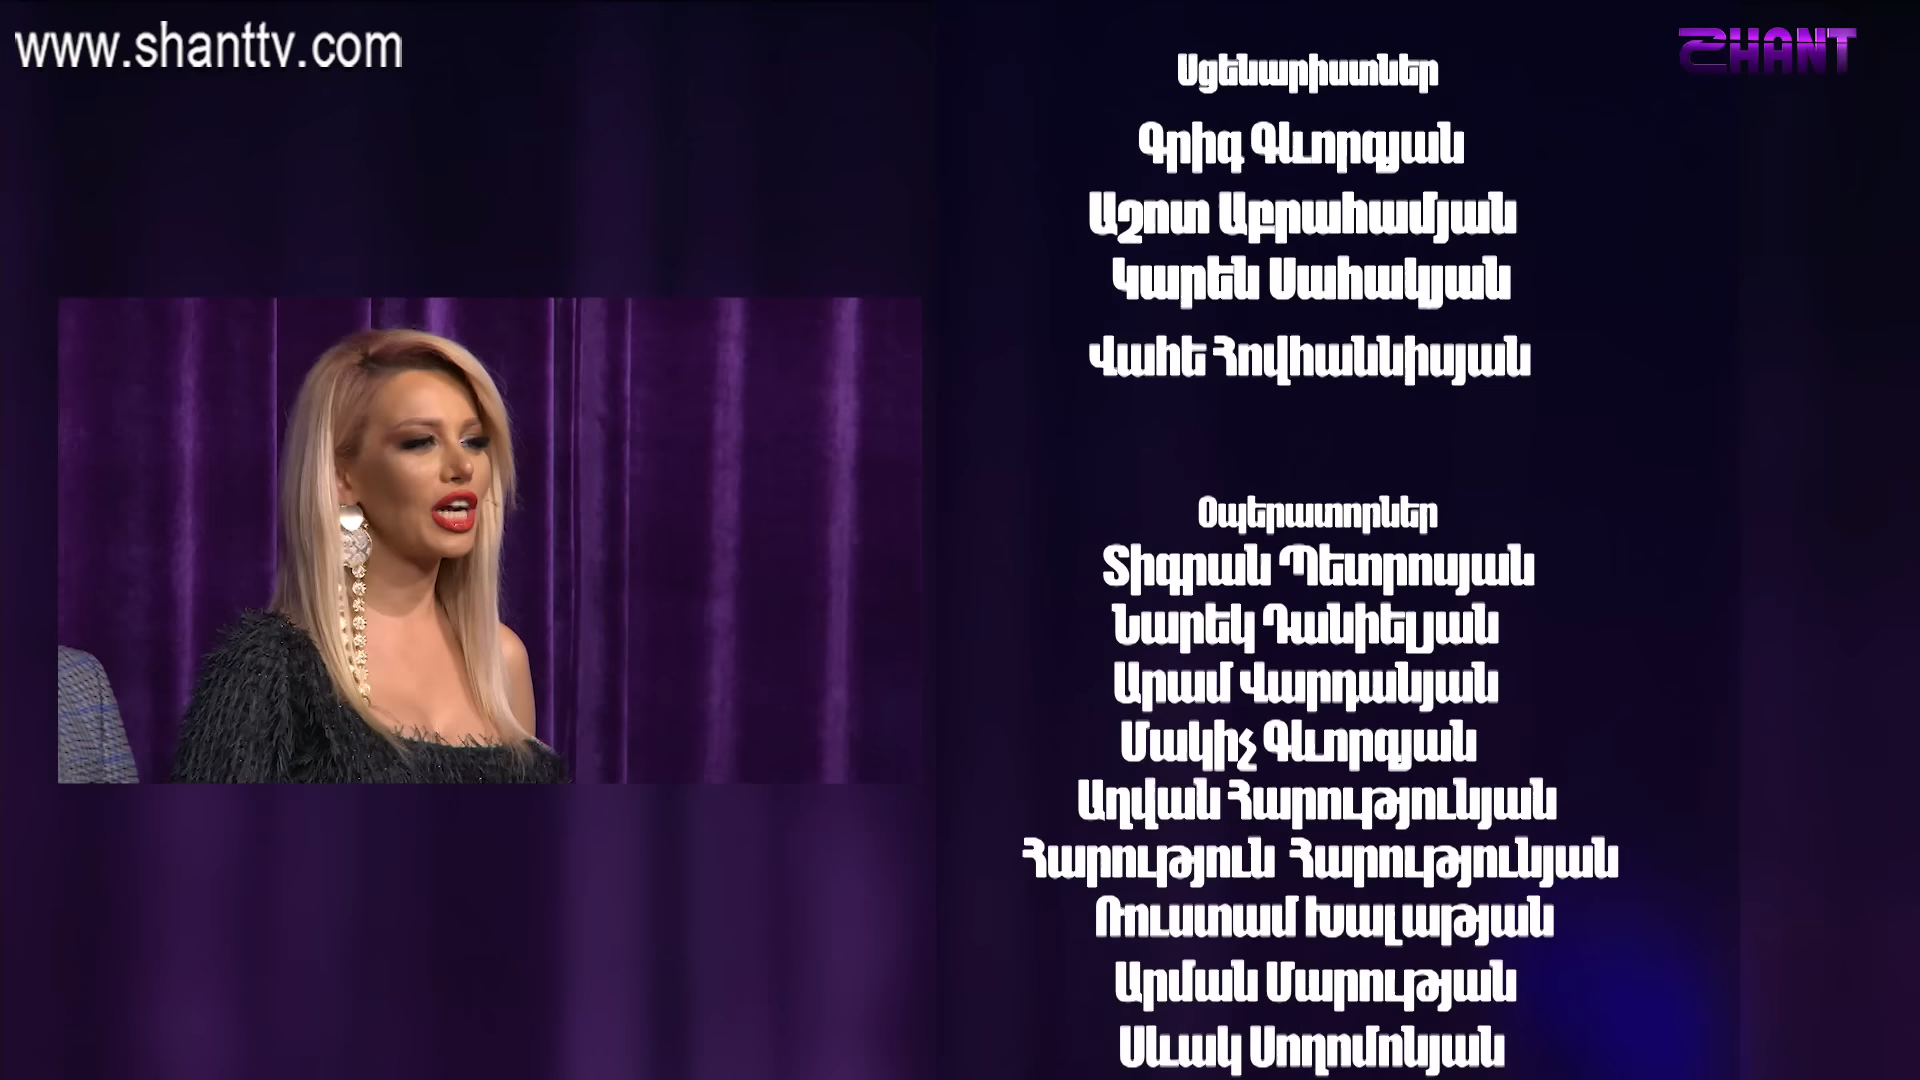 www.shanttv.com
SHANT
Սցենարիստներ
Գրիգ Գևորգյան
Աշոտ Աբրահամյան
Կարեն Սահակյան
Վահե Հովհաննիսյան
Օպերատորներ
Տիգրան Պետրոսյան
Նարեկ Դանիելյան
Արամ Վարդանյան
Մակիչ Գևորգյան
Աղվան Հարությունյան
Հարություն Հարությունյան
Ռուստամ Խալաթյան
Արման Մարության
Սևակ Սողոմոնյան